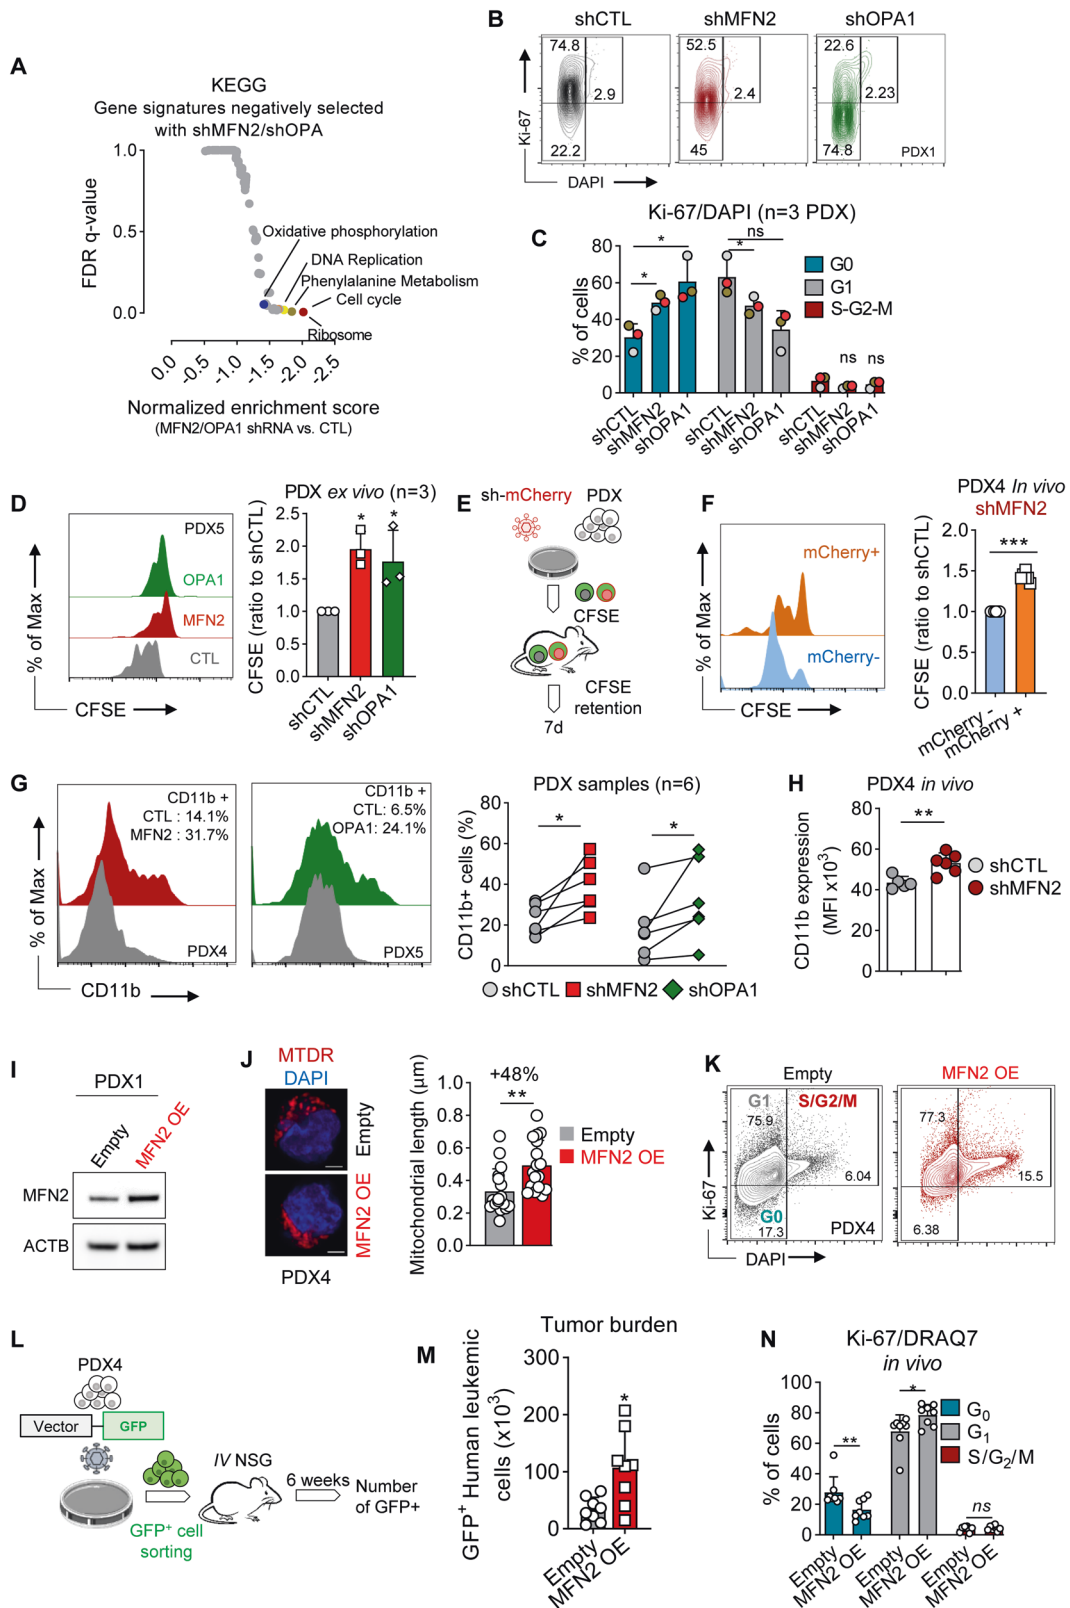 A
KEGG
Gene signatures negatively selected
with shMFN2/shOPA
FDR q-value
1.0
0.5
0.0
Oxidative phosphorylation
DNA Replication
Phenylalanine Metabolism
Cell cycle
Ribosome
0.0 -0.5 -1.0 -1.5 -2.0 -2.5
Normalized enrichment score
(MFN2/OPA1 shRNA vs. CTL)
B
shCTL shMFN2 shOPA1
74.8 52.5 22.6
2.9 2.4 2.23
22.2 45 74.8
PDX1
Ki-67
DAPI
C
Ki-67/DAPI (n=3 PDX)
% of cells
80
60
40
20
0
* * * ns ns ns
G0
G1
S-G2-M
shCTL shMFN2 shOPA1 shCTL shMFN2 shOPA1 shCTL shMFN2 shOPA1
D
PDX5
OPA1
MFN2
CTL
% of Max
CFSE
PDX ex vivo (n=3)
CFSE (ratio to shCTL)
2.5
2.0
1.5
1.0
0.5
0.0
* *
shCTL shMFN2 shOPA1
E
sh-mCherry PDX
CFSE
CFSE
retention
7d
F
mCherry+
mCherry-
% of Max
CFSE
PDX4 In vivo
shMFN2
CFSE (ratio to shCTL)
2.0
1.5
1.0
0.5
0.0
***
mCherry - mCherry +
G
CD11b +
CTL : 14.1%
MFN2 : 31.7%
PDX4
CD11b +
CTL: 6.5%
OPA1: 24.1%
PDX5
% of Max
CD11b
PDX samples (n=6)
CD11b+ cells (%)
80
60
40
20
0
* *
shCTL shMFN2 shOPA1
H
PDX4 in vivo
CD11b expression
(MFI x10³)
80
60
40
20
0
**
shCTL
shMFN2
I
PDX1
Empty MFN2 OE
MFN2
ACTB
J
MTDR
DAPI
Empty
MFN2 OE
PDX4
Mitochondrial length (µm)
1.0
0.8
0.6
0.4
0.2
0.0
+48%
**
Empty
MFN2 OE
K
Empty MFN2 OE
G1 S/G2/M
75.9 77.3
6.04 15.5
G0
17.3 6.38
PDX4
Ki-67
DAPI
L
PDX4
Vector GFP
IV NSG
6 weeks
Number
of GFP+
GFP+ cell
sorting
M
Tumor burden
GFP+ Human leukemic
cells (x10³)
300
200
100
0
*
Empty MFN2 OE
N
Ki-67/DRAQ7
in vivo
% of cells
100
80
60
40
20
0
** * ns
G₀
G₁
S/G₂/M
Empty MFN2 OE Empty MFN2 OE Empty MFN2 OE